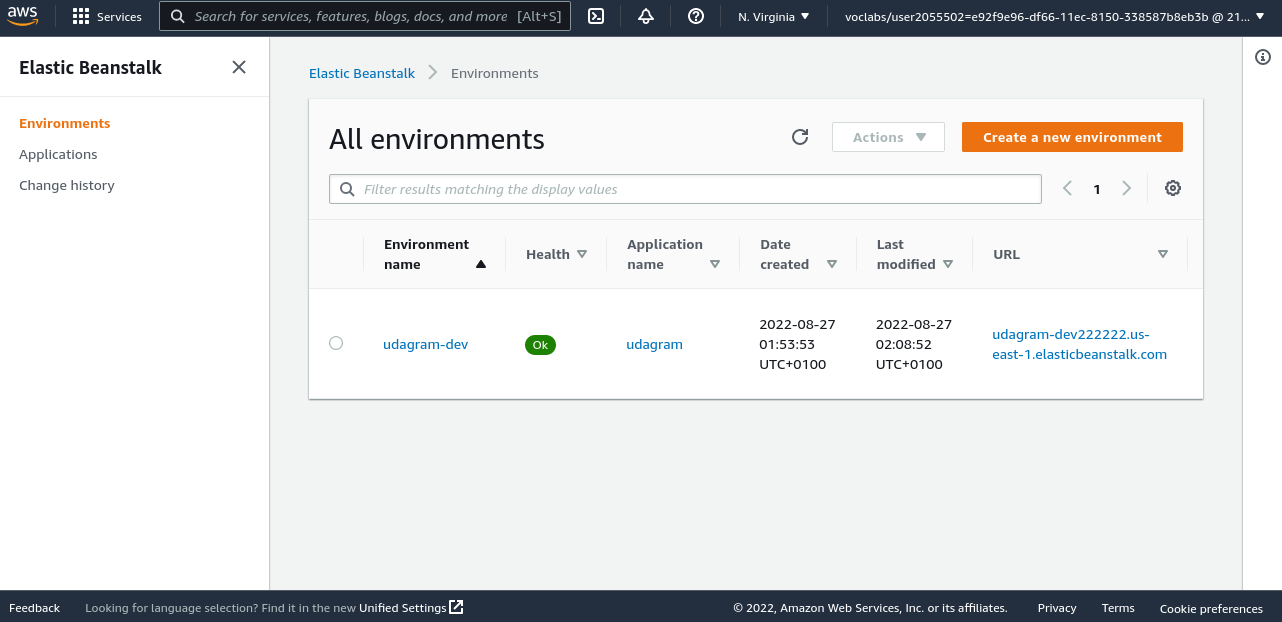 aws
Services
Search for services, features, blogs, docs, and more [Alt+S]
N. Virginia
voclabs/user2055502=e92f9e96-df66-11ec-8150-338587b8eb3b @ 21...
Elastic Beanstalk
Environments
Applications
Change history
Elastic Beanstalk
Environments
All environments
Actions
Create a new environment
Filter results matching the display values
1
Environment
name
Health
Application
name
Date
created
Last
modified
URL
udagram-dev
Ok
udagram
2022-08-27
01:53:53
UTC+0100
2022-08-27
02:08:52
UTC+0100
udagram-dev222222.us-
east-1.elasticbeanstalk.com
Feedback
Looking for language selection? Find it in the new Unified Settings
© 2022, Amazon Web Services, Inc. or its affiliates.
Privacy
Terms
Cookie preferences